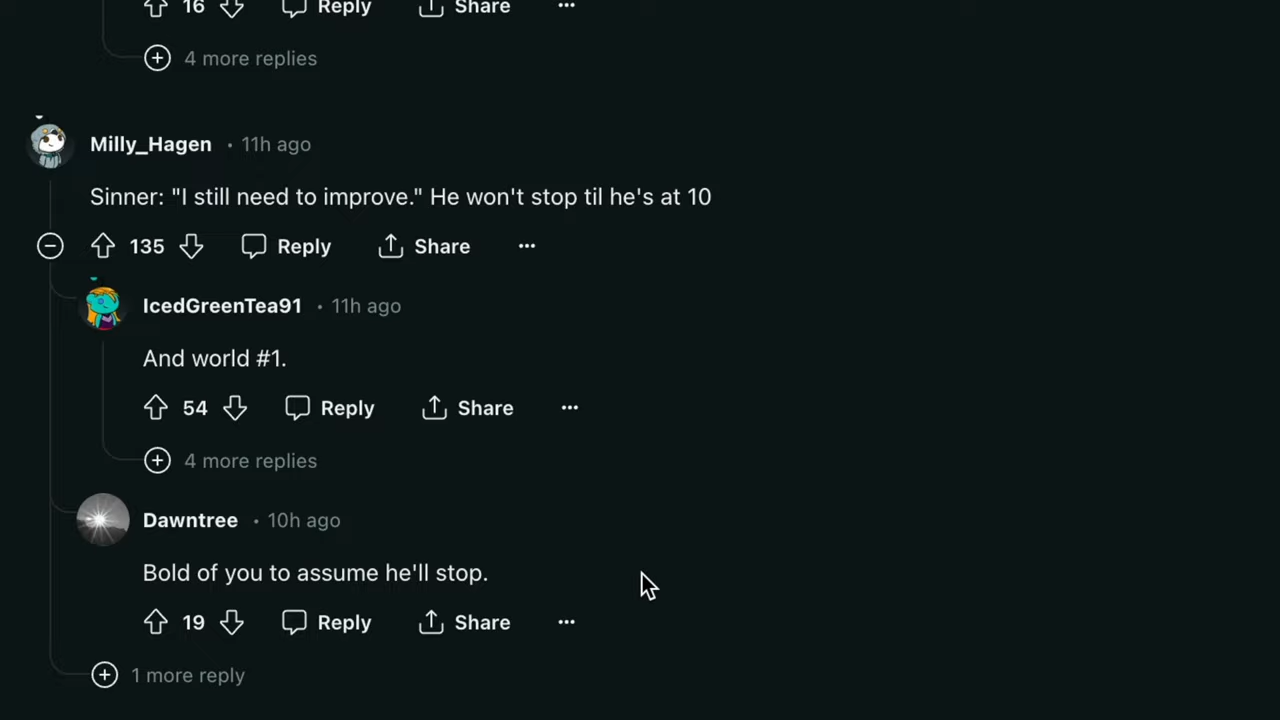 16 Reply Share ···
4 more replies
Milly_Hagen · 11h ago
Sinner: "I still need to improve." He won't stop til he's at 10
135 Reply Share ···
IcedGreenTea91 · 11h ago
And world #1.
54 Reply Share ···
4 more replies
Dawntree · 10h ago
Bold of you to assume he'll stop.
19 Reply Share ···
1 more reply